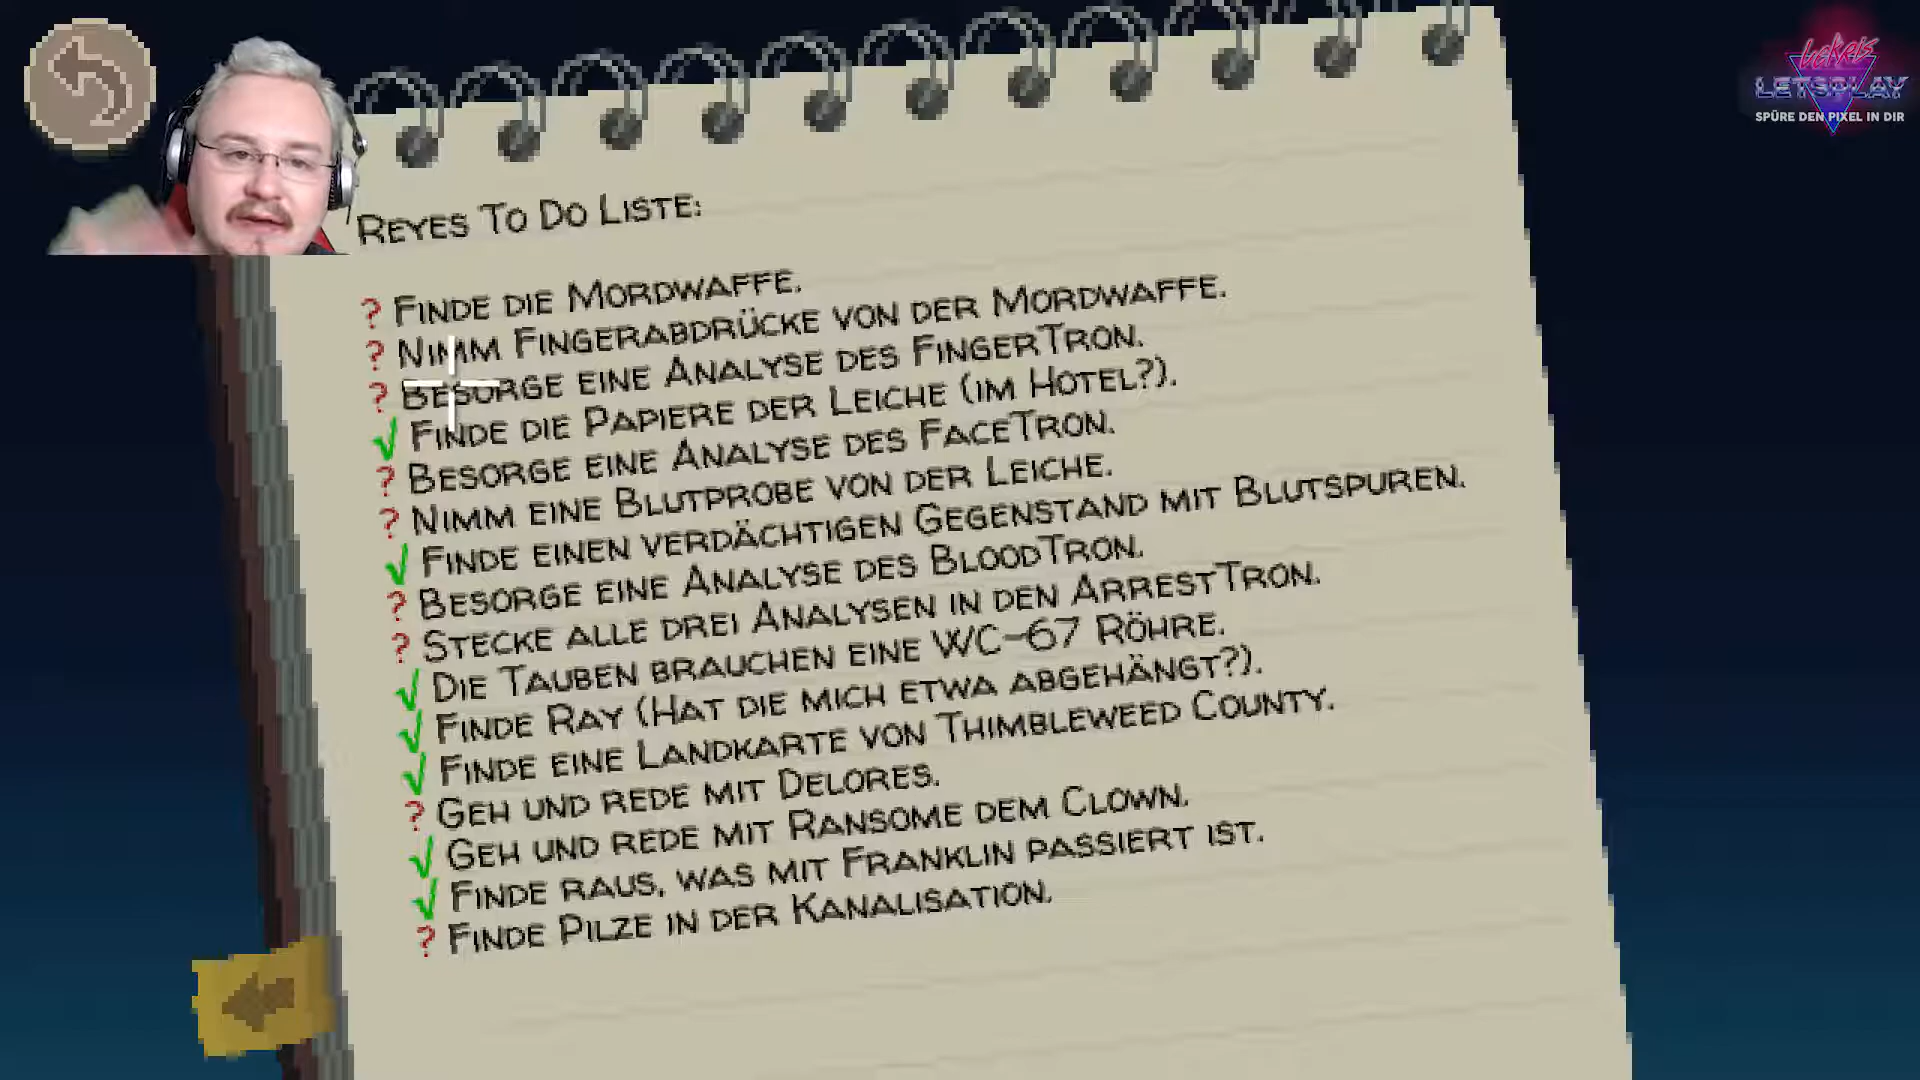 Lekris
LETSPLAY
SPÜRE DEN PIXEL IN DIR
REYES TO DO LISTE:
? FINDE DIE MORDWAFFE.
? NIMM FINGERABDRÜCKE VON DER MORDWAFFE.
? BESORGE EINE ANALYSE DES FINGERTRON.
√ FINDE DIE PAPIERE DER LEICHE (IM HOTEL?).
? BESORGE EINE ANALYSE DES FACETRON.
? NIMM EINE BLUTPROBE VON DER LEICHE.
√ FINDE EINEN VERDÄCHTIGEN GEGENSTAND MIT BLUTSPUREN.
? BESORGE EINE ANALYSE DES BLOODTRON.
? STECKE ALLE DREI ANALYSEN IN DEN ARRESTTRON.
√ DIE TAUBEN BRAUCHEN EINE WC-67 RÖHRE.
√ FINDE RAY (HAT DIE MICH ETWA ABGEHÄNGT?).
√ FINDE EINE LANDKARTE VON THIMBLEWEED COUNTY.
? GEH UND REDE MIT DELORES.
√ GEH UND REDE MIT RANSOME DEM CLOWN.
√ FINDE RAUS, WAS MIT FRANKLIN PASSIERT IST.
? FINDE PILZE IN DER KANALISATION.